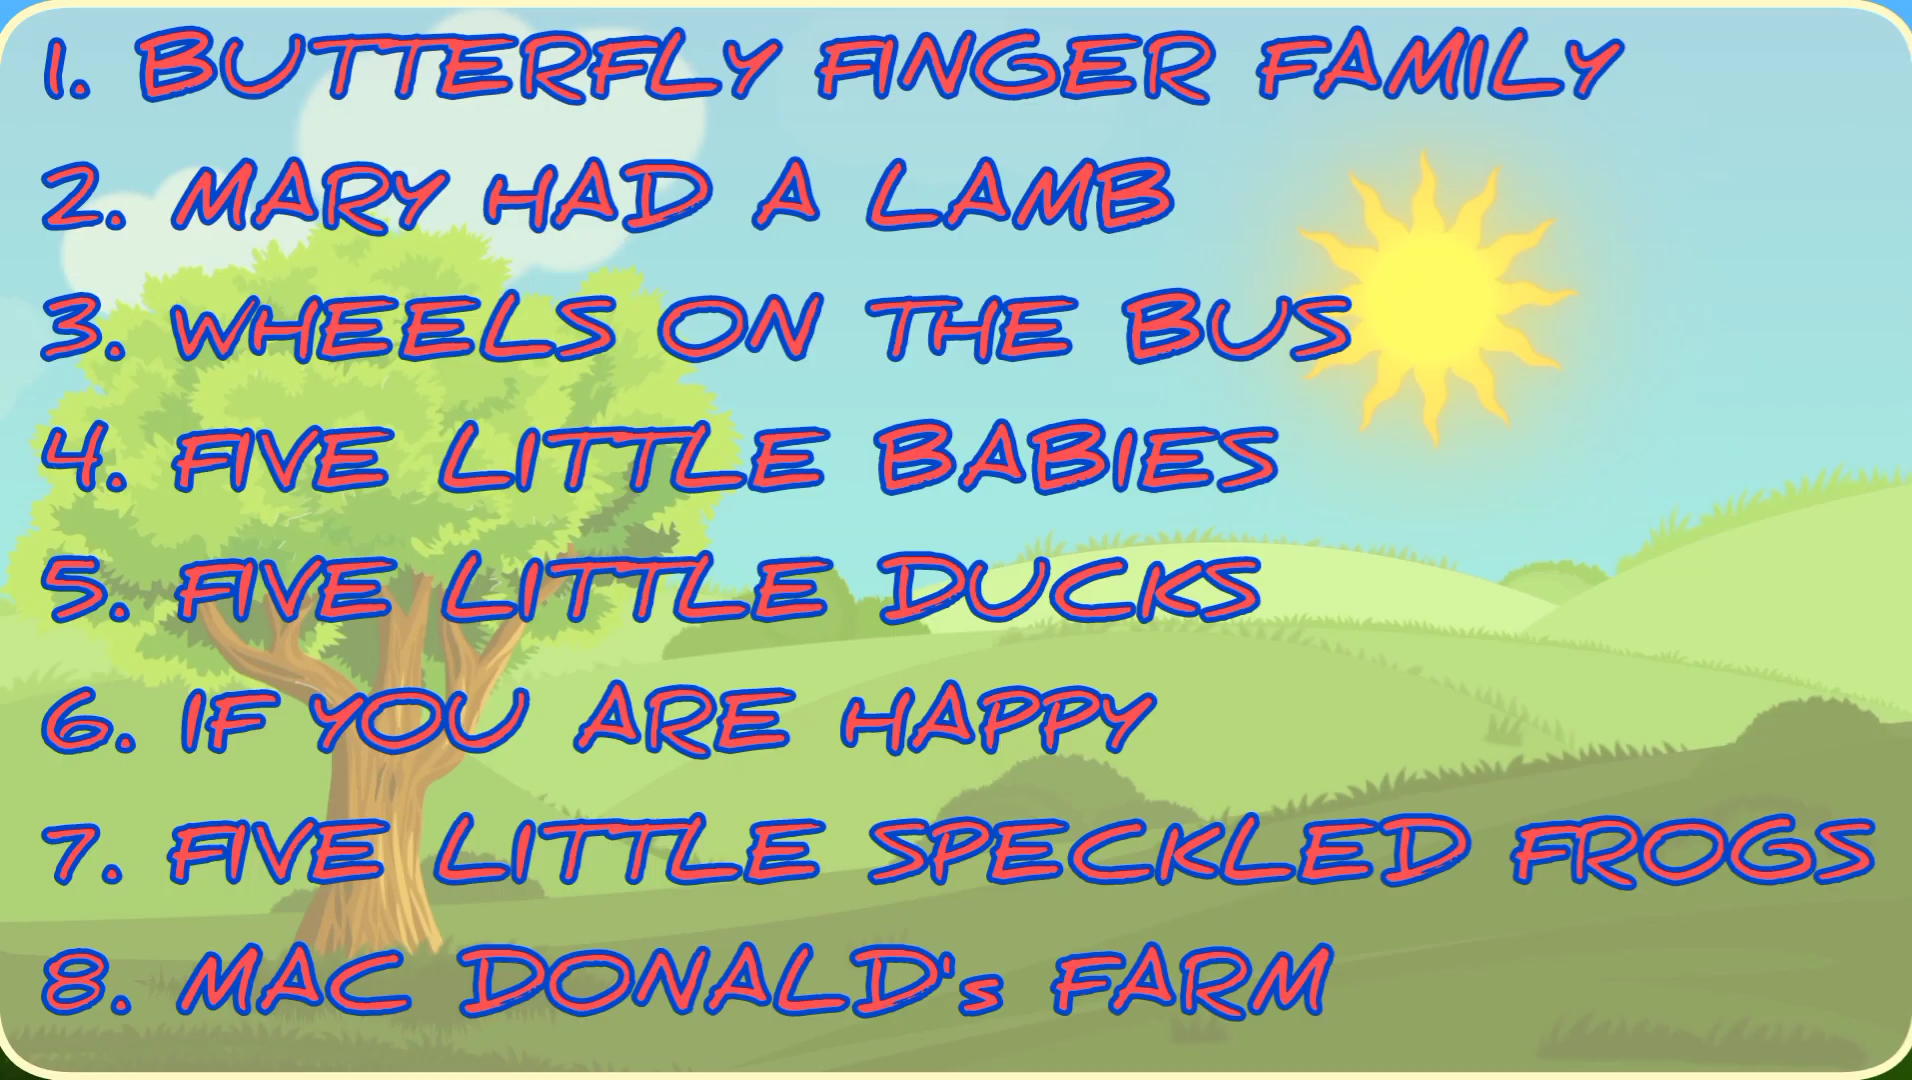 1. BUTTERFLY FINGER FAMILY
2. MARY HAD A LAMB
3. WHEELS ON THE BUS
4. FIVE LITTLE BABIES
5. FIVE LITTLE DUCKS
6. IF YOU ARE HAPPY
7. FIVE LITTLE SPECKLED FROGS
8. MAC DONALD's FARM